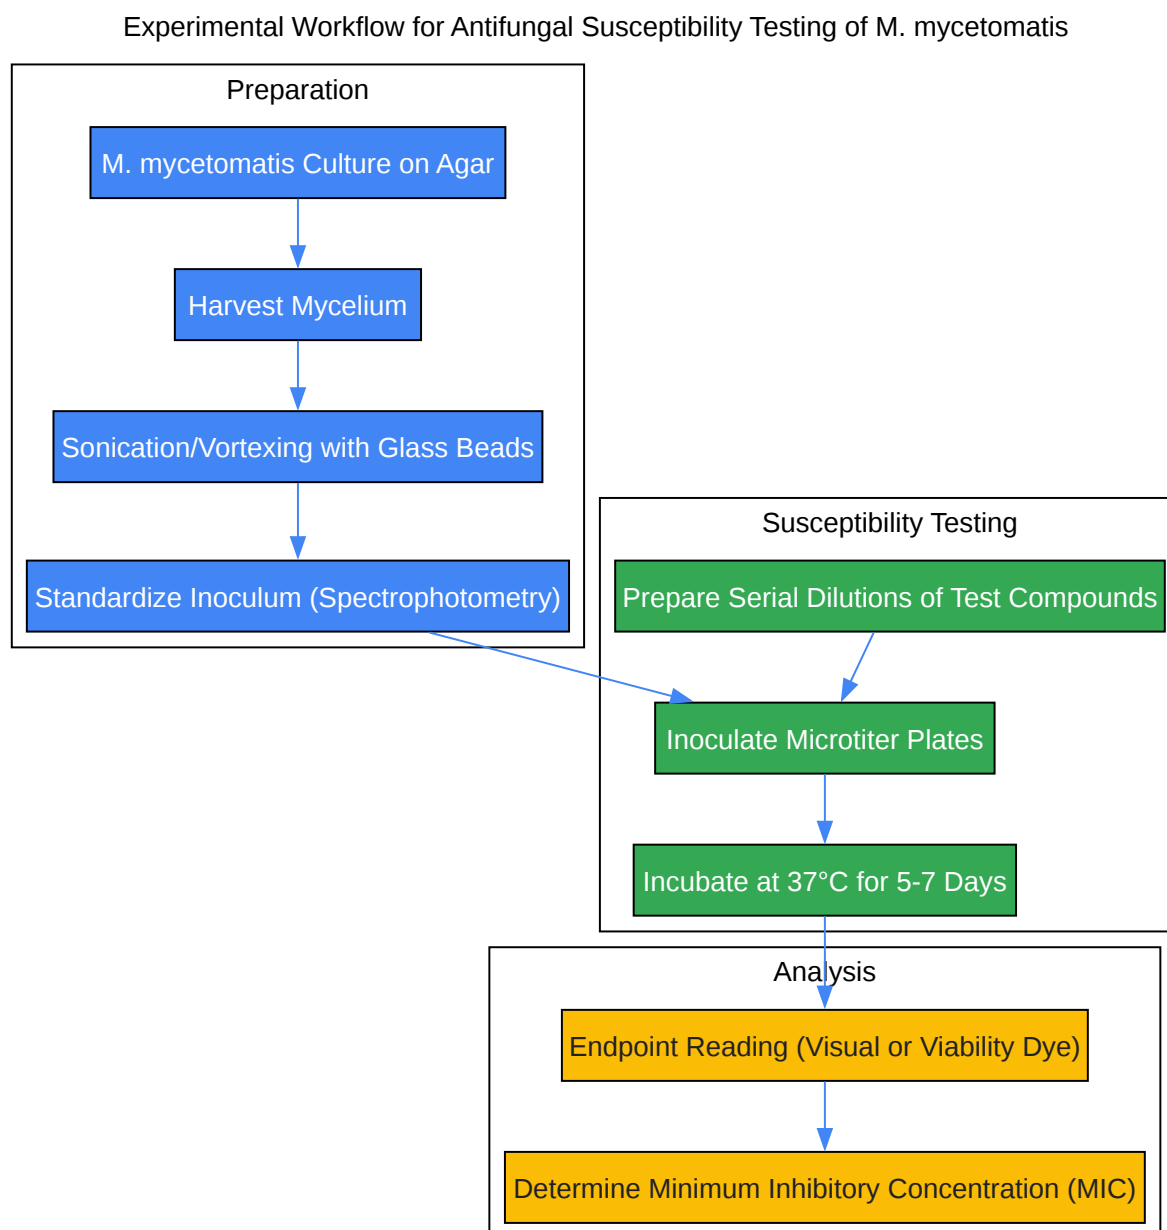 Experimental Workflow for Antifungal Susceptibility Testing of M. mycetomatis
Preparation
M. mycetomatis Culture on Agar
Harvest Mycelium
Sonication/Vortexing with Glass Beads
Standardize Inoculum (Spectrophotometry)
Susceptibility Testing
Prepare Serial Dilutions of Test Compounds
Inoculate Microtiter Plates
Incubate at 37°C for 5-7 Days
Analysis
Endpoint Reading (Visual or Viability Dye)
Determine Minimum Inhibitory Concentration (MIC)